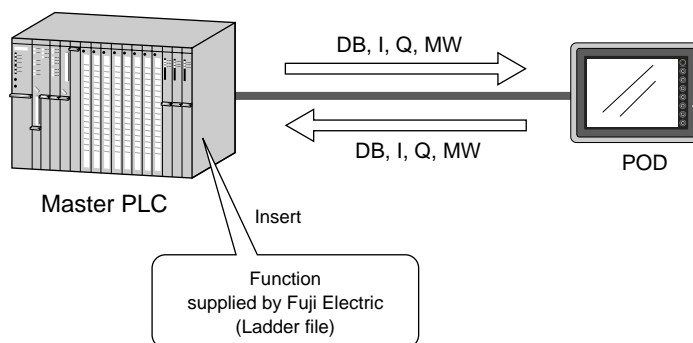 DB, I, Q, MW
DB, I, Q, MW
POD
Master PLC
Insert
Function
supplied by Fuji Electric
(Ladder file)